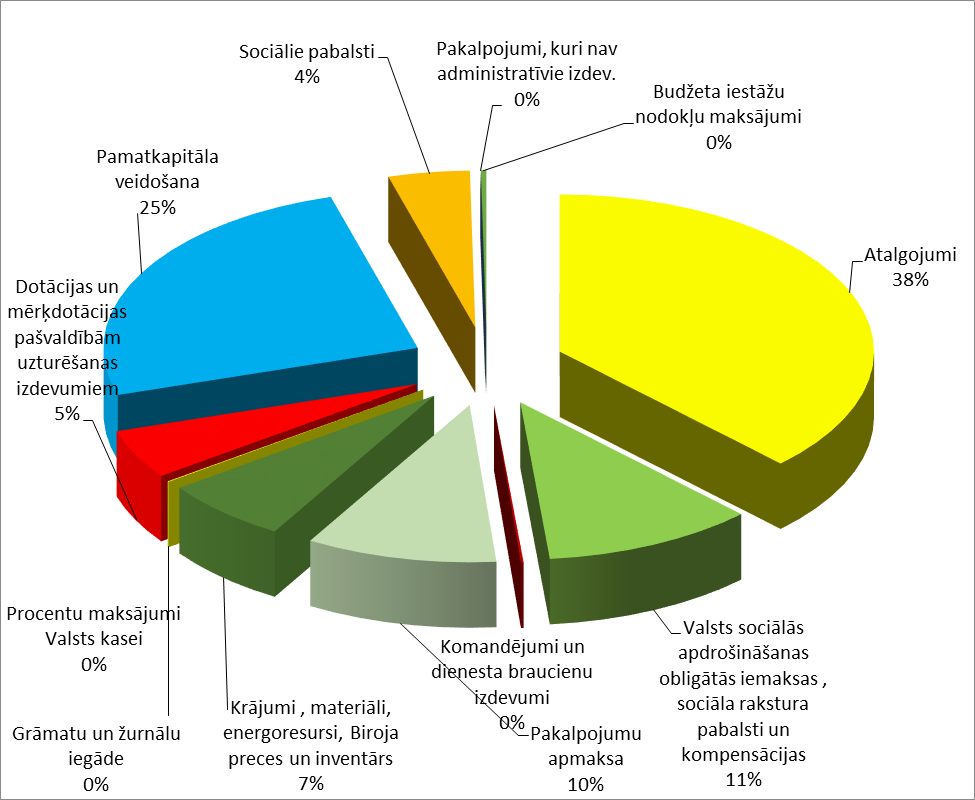 Sociālie pabalsti
4%
Pakalpojumi, kuri nav
administratīvie izdev.
0%
Budžeta iestāžu
nodokļu maksājumi
0%
Pamatkapitāla
veidošana
25%
Atalgojumi
38%
Dotācijas un
mērķdotācijas
pašvaldībām
uzturēšanas
izdevumiem
5%
Procentu maksājumi
Valsts kasei
0%
Grāmatu un žurnālu
iegāde
0%
Krājumi , materiāli,
energoresursi, Biroja
preces un inventārs
7%
Komandējumi un
dienesta braucienu
izdevumi
0%
Pakalpojumu
apmaksa
10%
Valsts sociālās
apdrošināšanas
obligātās iemaksas ,
sociāla rakstura
pabalsti un
kompensācijas
11%